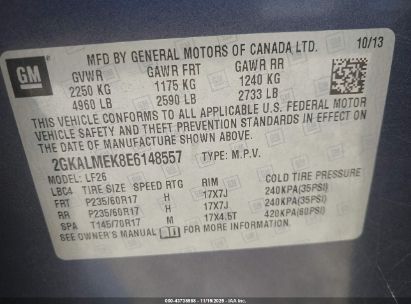 GM
MFD BY GENERAL MOTORS OF CANADA LTD. 10/13
GVWR GAWR FRT GAWR RR
2250 KG 1175 KG 1240 KG
4960 LB 2590 LB 2733 LB
THIS VEHICLE CONFORMS TO ALL APPLICABLE U.S. FEDERAL MOTOR
VEHICLE SAFETY AND THEFT PREVENTION STANDARDS IN EFFECT ON
THE DATE OF MANUFACTURE SHOWN ABOVE.
2GKALMEK8E6148557 TYPE: M.P.V.
MODEL: LF26
LBC4 TIRE SIZE SPEED RTG RIM COLD TIRE PRESSURE
FRT P235/60R17 H 17X7J 240KPA(35PSI)
RR P235/60R17 H 17X7J 240KPA(35PSI)
SPA T145/70R17 M 17X4.5T 420KPA(60PSI)
SEE OWNER'S MANUAL FOR MORE INFORMATION.